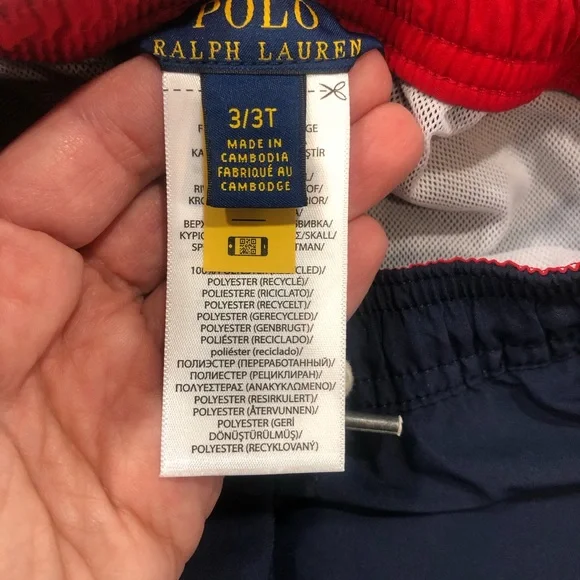 POLO
RALPH LAUREN
3/3T
MADE IN
CAMBODIA
FABRIQUÉ AU
CAMBODGE
POLYESTER (RECYCLÉ)/
POLIESTERE (RICICLATO)/
POLYESTER (RECYCELT)/
POLYESTER (GERECYCLED)/
POLYESTER (GENBRUGT)/
POLIÉSTER (RECICLADO)/
poliéster (reciclado)/
ПОЛИЭСТЕР (ПЕРЕРАБОТАННЫЙ)/
ПОЛИЭСТЕР (РЕЦИКЛИРАН)/
ΠΟΛΥΕΣΤΕΡΑΣ (ΑΝΑΚΥΚΛΩΜΕΝΟ)/
POLYESTER (RESIRKULERT)/
POLYESTER (ÅTERVUNNEN)/
POLYESTER (GERİ
DÖNÜŞTÜRÜLMÜŞ)/
POLYESTER (RECYKLOVANÝ)